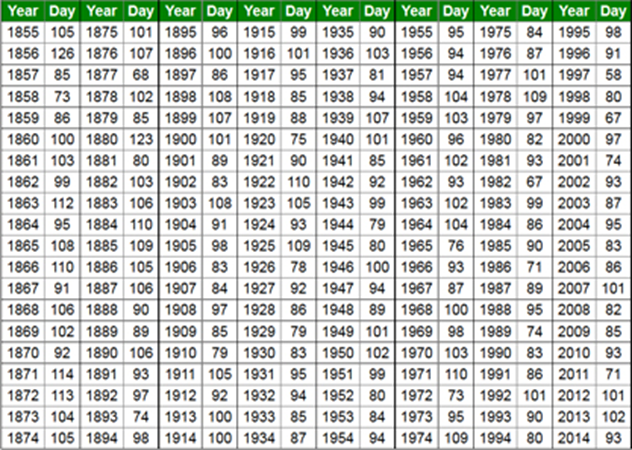 Year Day Year Day Year Day Year Day Year Day Year Day Year Day Year Day
1855 105 1875 101 1895 96 1915 99 1935 90 1955 95 1975 84 1995 98
1856 126 1876 107 1896 100 1916 101 1936 103 1956 94 1976 87 1996 91
1857 85 1877 68 1897 86 1917 95 1937 81 1957 94 1977 101 1997 58
1858 73 1878 102 1898 108 1918 85 1938 94 1958 104 1978 109 1998 80
1859 86 1879 85 1899 107 1919 88 1939 107 1959 103 1979 97 1999 67
1860 100 1880 123 1900 101 1920 75 1940 101 1960 96 1980 82 2000 97
1861 103 1881 80 1901 89 1921 90 1941 85 1961 102 1981 93 2001 74
1862 99 1882 103 1902 83 1922 110 1942 92 1962 93 1982 67 2002 93
1863 112 1883 106 1903 108 1923 105 1943 99 1963 102 1983 99 2003 87
1864 95 1884 110 1904 91 1924 93 1944 79 1964 104 1984 86 2004 95
1865 108 1885 109 1905 98 1925 109 1945 80 1965 76 1985 90 2005 83
1866 110 1886 105 1906 83 1926 78 1946 100 1966 93 1986 71 2006 86
1867 91 1887 106 1907 84 1927 92 1947 94 1967 87 1987 89 2007 101
1868 106 1888 90 1908 97 1928 86 1948 89 1968 100 1988 95 2008 82
1869 102 1889 89 1909 85 1929 79 1949 101 1969 98 1989 74 2009 85
1870 92 1890 106 1910 79 1930 83 1950 102 1970 103 1990 83 2010 93
1871 114 1891 93 1911 105 1931 95 1951 99 1971 110 1991 86 2011 71
1872 113 1892 97 1912 92 1932 94 1952 80 1972 73 1992 101 2012 101
1873 104 1893 74 1913 100 1933 85 1953 84 1973 95 1993 90 2013 102
1874 105 1894 98 1914 100 1934 87 1954 94 1974 109 1994 80 2014 93